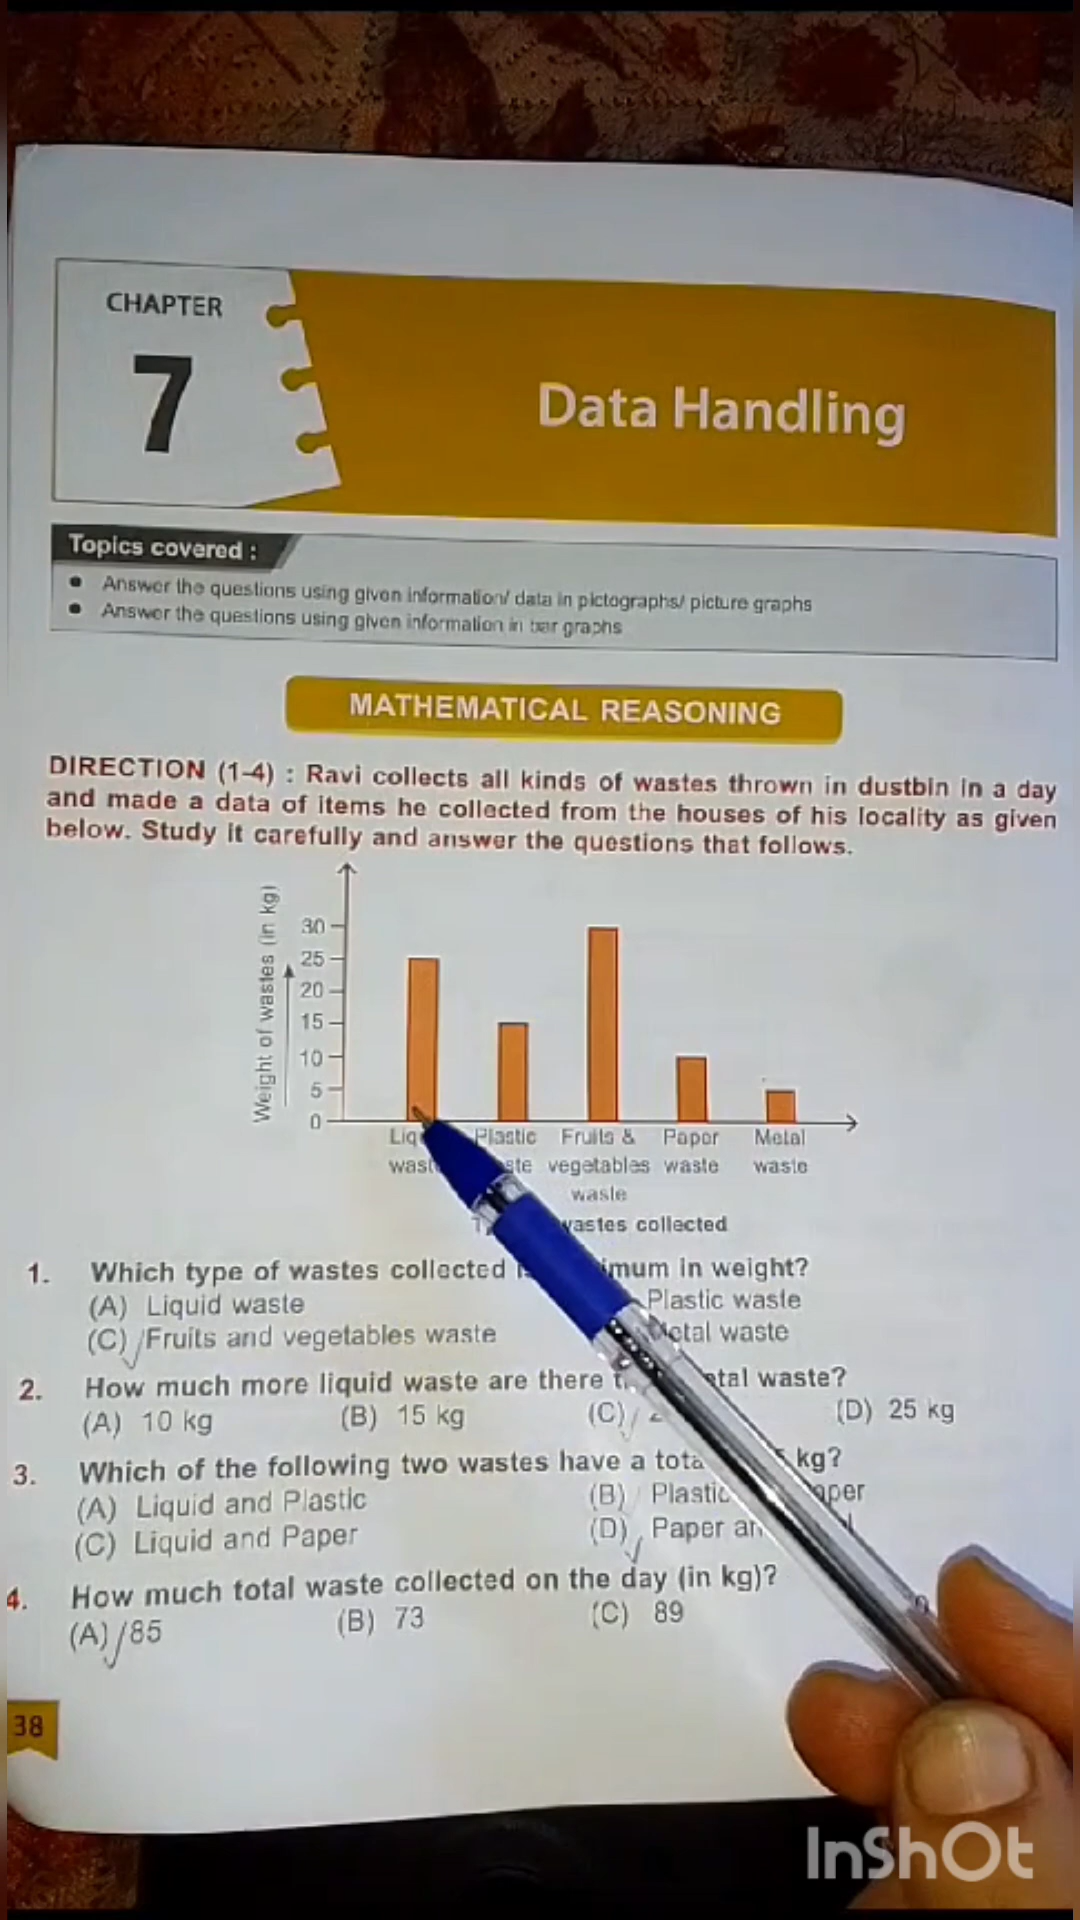 CHAPTER
7
Data Handling
Topics covered :
• Answer the questions using given information/ data in pictographs/ picture graphs
• Answer the questions using given information in bar graphs
MATHEMATICAL REASONING
DIRECTION (1-4) : Ravi collects all kinds of wastes thrown in dustbin in a day
and made a data of items he collected from the houses of his locality as given
below. Study it carefully and answer the questions that follows.
Weight of wastes (in kg)
30
25
20
15
10
5
0
Plastic Fruits & Paper Metal
vegetables waste waste
waste
wastes collected
1. Which type of wastes collected in weight?
(A) Liquid waste Plastic waste
(C) Fruits and vegetables waste Metal waste
2. How much more liquid waste are there waste?
(A) 10 kg (B) 15 kg (C) (D) 25 kg
3. Which of the following two wastes have a kg?
(A) Liquid and Plastic (B) Plastic
(C) Liquid and Paper (D) Paper
4. How much total waste collected on the day (in kg)?
(A) 85 (B) 73 (C) 89
38
InShOt